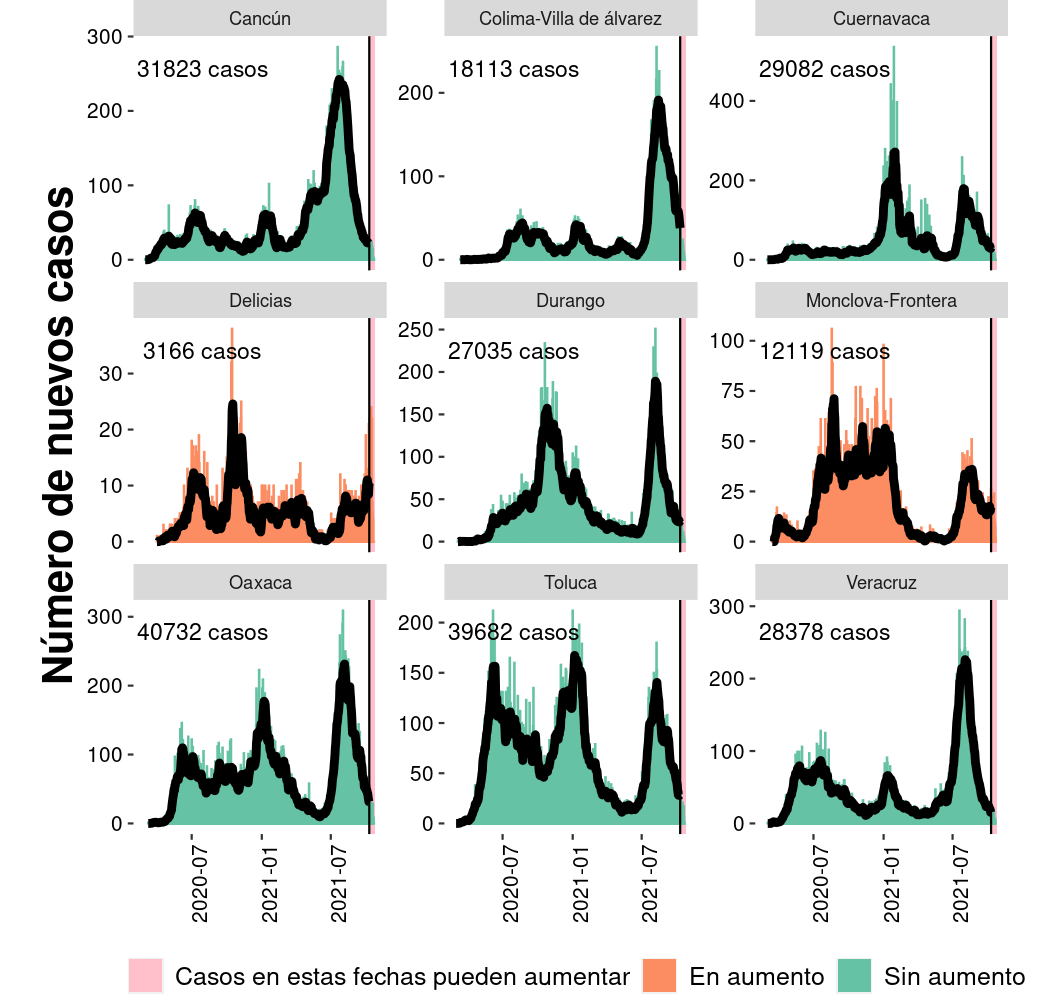 Cancún
Colima-Villa de álvarez
Cuernavaca
300
200
100
0
31823 casos
200
100
0
18113 casos
400
200
0
29082 casos
Número de nuevos casos
Delicias
Durango
Monclova-Frontera
30
20
10
0
3166 casos
250
200
150
100
50
0
27035 casos
100
75
50
25
0
12119 casos
Oaxaca
Toluca
Veracruz
300
200
100
0
40732 casos
200
150
100
50
0
39682 casos
300
200
100
0
28378 casos
2020-07
2021-01
2021-07
2020-07
2021-01
2021-07
2020-07
2021-01
2021-07
Casos en estas fechas pueden aumentar
En aumento
Sin aumento